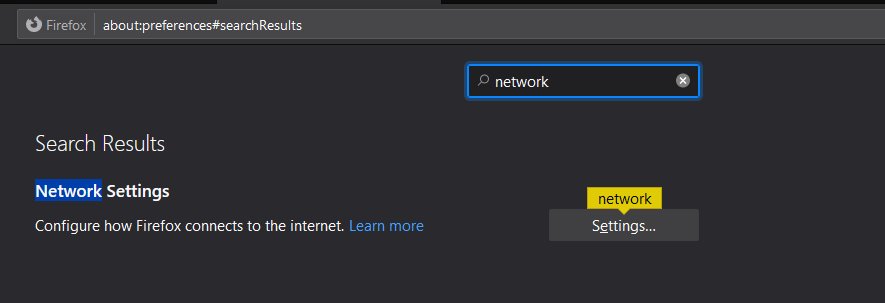 Firefox about:preferences#searchResults
network
Search Results
Network Settings
network
Configure how Firefox connects to the internet. Learn more
Settings...